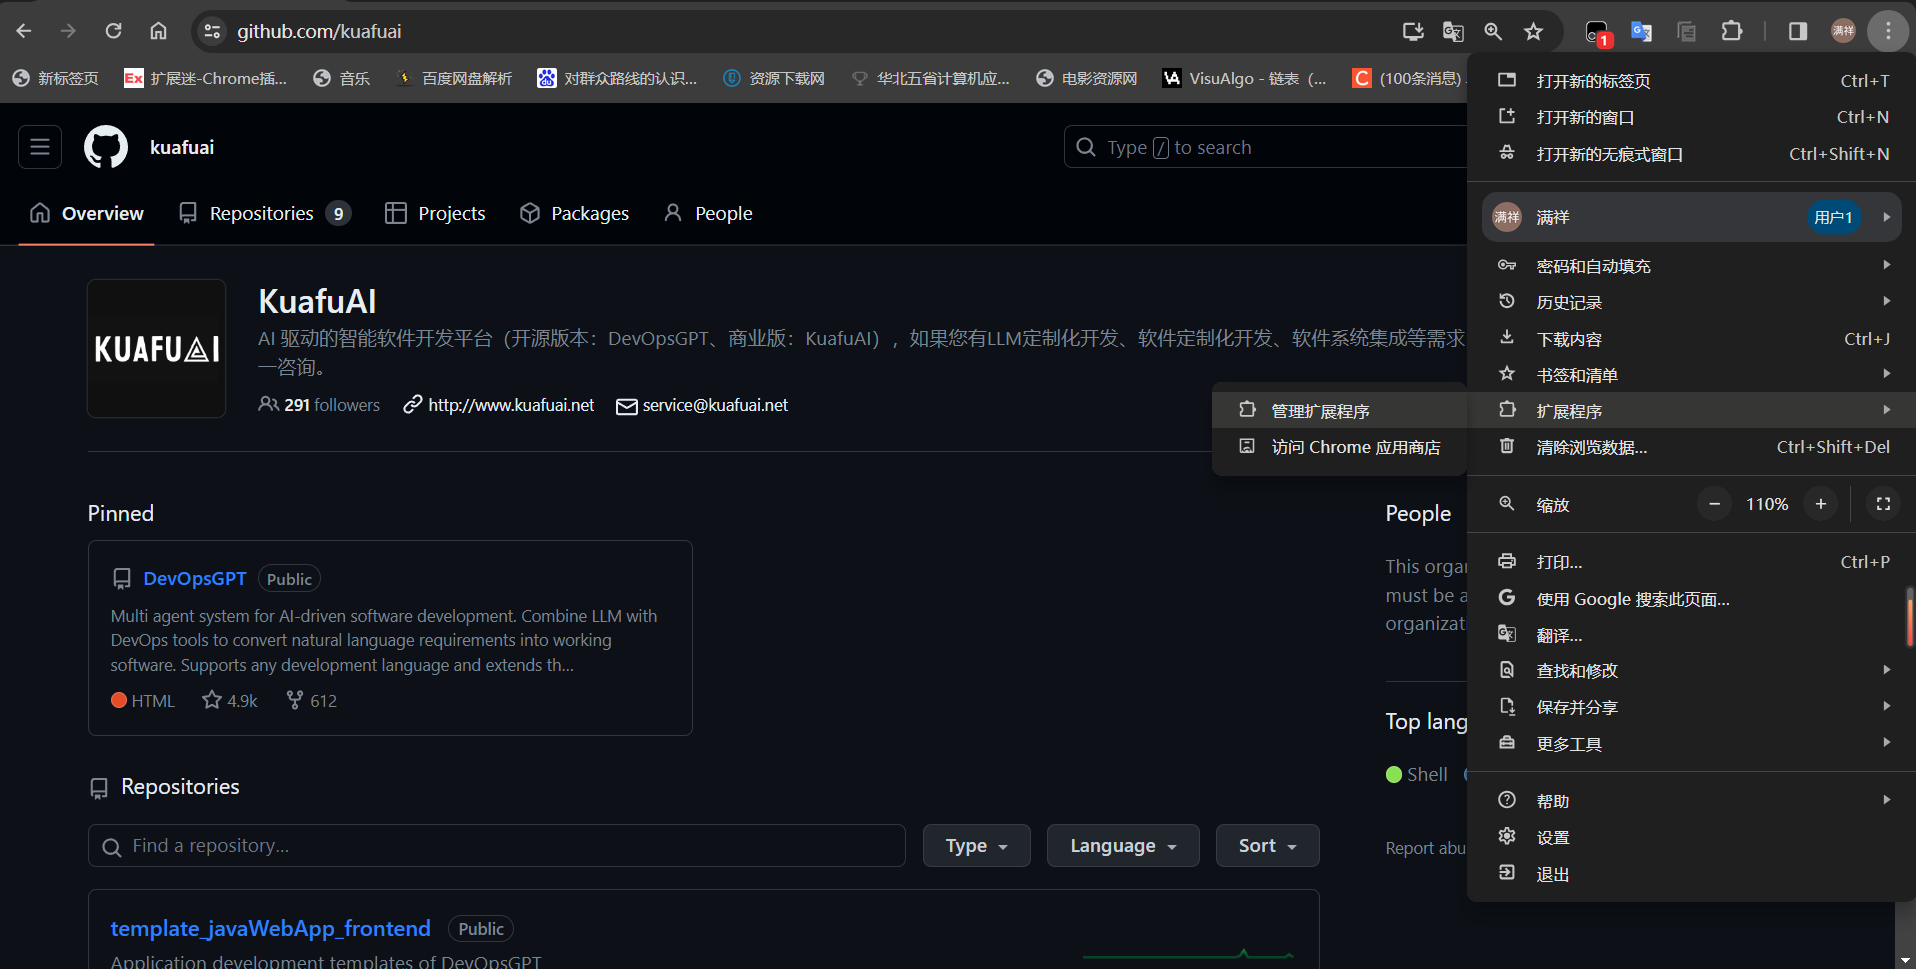 github.com/kuafuai
1
满祥
新标签页
Ex 扩展迷-Chrome插...
音乐
百度网盘解析
du 对群众路线的认识...
资源下载网
华北五省计算机应...
电影资源网
VA VisuAlgo - 链表（...
C (100条消息)
kuafuai
Type / to search
Overview
Repositories 9
Projects
Packages
People
KUAFUAI
KuafuAI
AI 驱动的智能软件开发平台（开源版本：DevOpsGPT、商业版：KuafuAI），如果您有LLM定制化开发、软件定制化开发、软件系统集成等需求
一咨询。
291 followers
http://www.kuafuai.net
service@kuafuai.net
Pinned
DevOpsGPT Public
Multi agent system for AI-driven software development. Combine LLM with
DevOps tools to convert natural language requirements into working
software. Supports any development language and extends th...
HTML 4.9k 612
Repositories
Find a repository...
Type
Language
Sort
template_javaWebApp_frontend Public
Application development templates of DevOpsGPT
People
This orga
must be a
organizat
Top lang
Shell
Report abu
管理扩展程序
访问 Chrome 应用商店
打开新的标签页 Ctrl+T
打开新的窗口 Ctrl+N
打开新的无痕式窗口 Ctrl+Shift+N
满祥 满祥 用户1
密码和自动填充
历史记录
下载内容 Ctrl+J
书签和清单
扩展程序
清除浏览数据... Ctrl+Shift+Del
缩放 − 110% +
打印... Ctrl+P
使用 Google 搜索此页面...
翻译...
查找和修改
保存并分享
更多工具
帮助
设置
退出